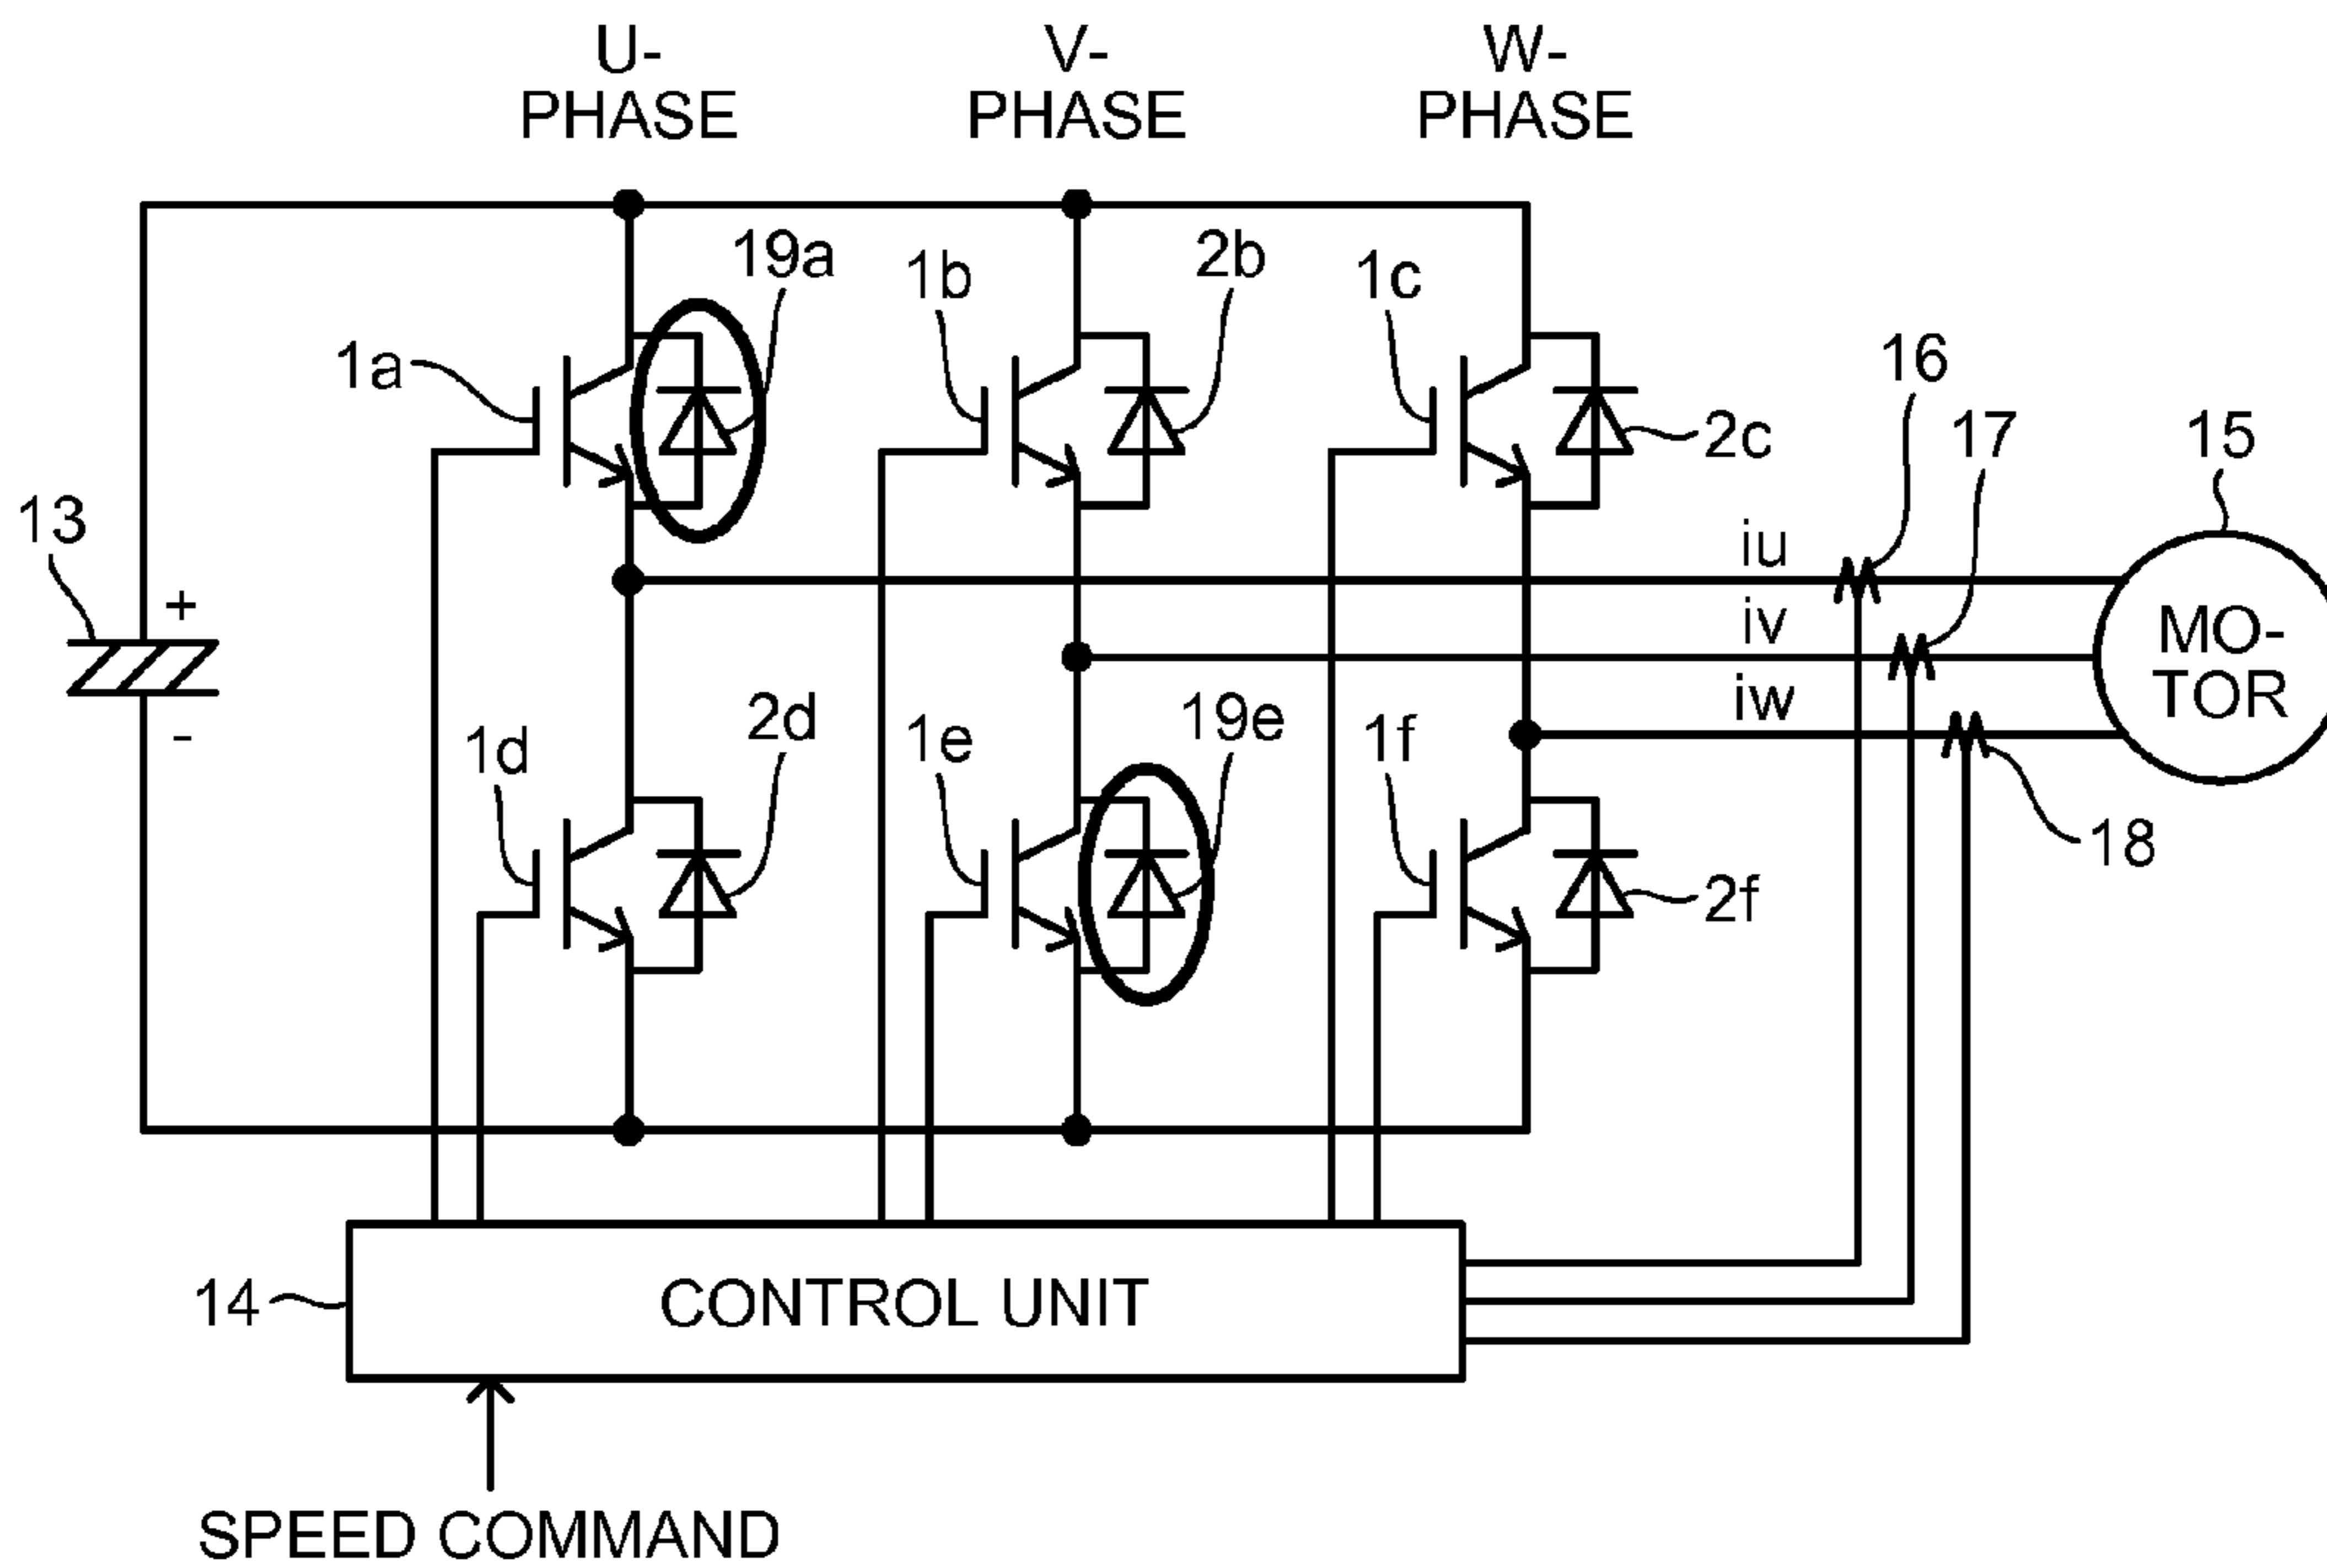 U-
PHASE
V-
PHASE
W-
PHASE
19a
1b
2b
1c
1a
16
2c
17
15
13
iu
+
iv
MO-
TOR
iw
-
1d
2d
1e
19e
1f
18
2f
14
CONTROL UNIT
SPEED COMMAND